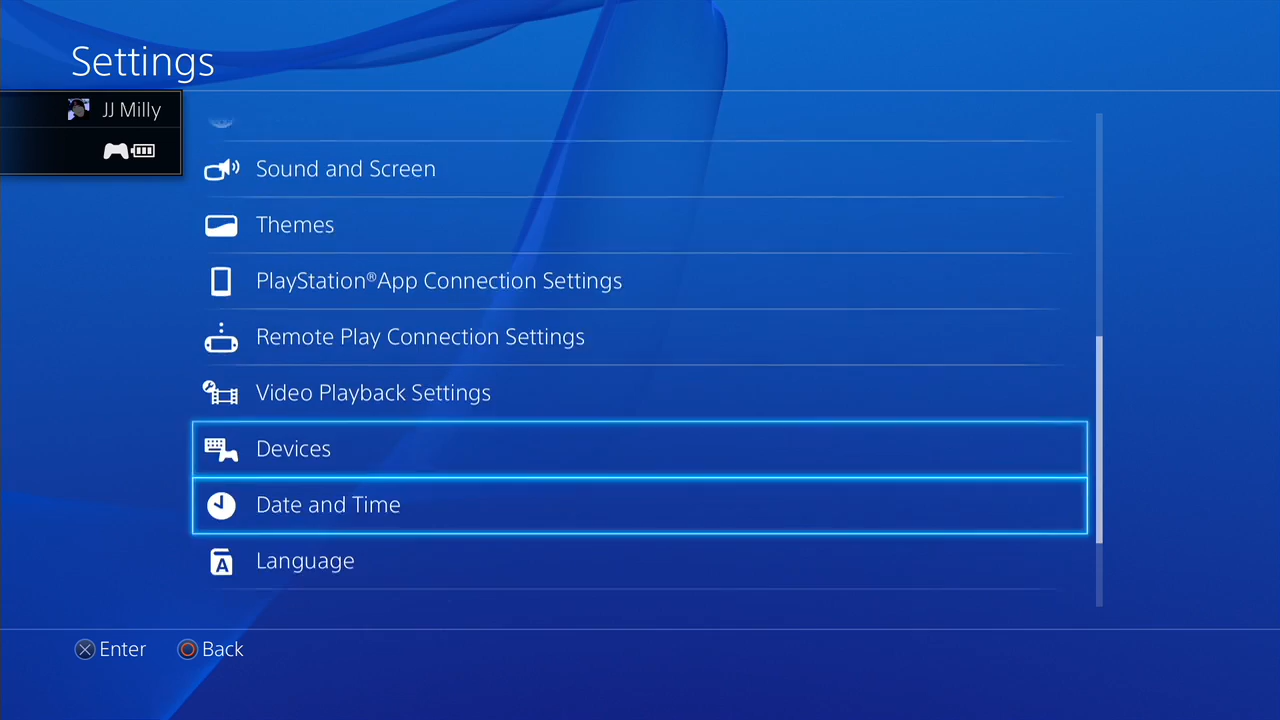 Settings
JJ Milly
Sound and Screen
Themes
PlayStation®App Connection Settings
Remote Play Connection Settings
Video Playback Settings
Devices
Date and Time
Language
Enter Back